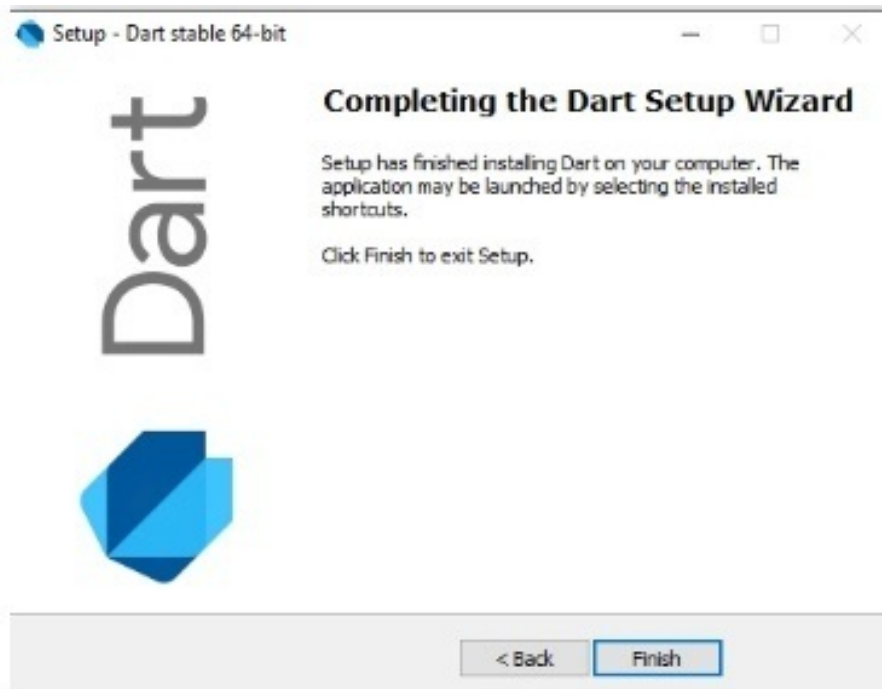 Setup - Dart stable 64-bit
Dart
Completing the Dart Setup Wizard
Setup has finished installing Dart on your computer. The
application may be launched by selecting the installed
shortcuts.
Click Finish to exit Setup.
< Back
Finish